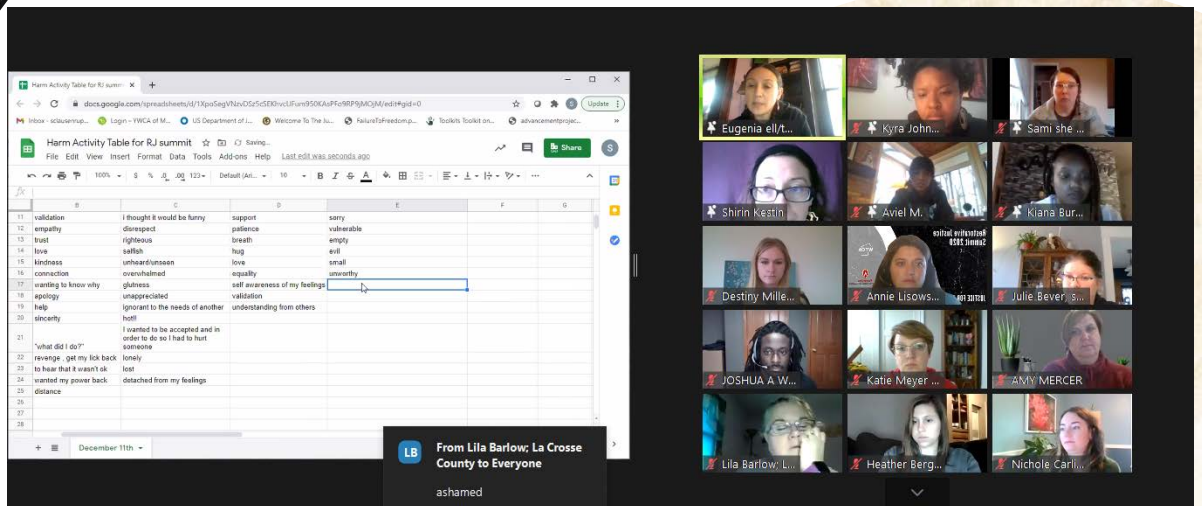 Harm Activity Table for RJ summ
docs.google.com/spreadsheets/d/
Update
Inbox - sclausenrup...
Login – YWCA of M...
US Department of J...
Welcome To The Ju...
FailureToFreedom.p...
Toolkits Toolkit on...
advancementprojec...
Harm Activity Table for RJ summit
Saving...
File Edit View Insert Format Data Tools Add-ons Help Last edit was seconds ago
Share
S
100% $ % .0 .00 123 Default (Ari... 10 B I S A
fx
B C D E F G
11 validation i thought it would be funny support sarry
12 empathy disrespect patience vulnerable
13 trust righteous breath empty
14 love selfish hug evil
15 kindness unheard/unseen love small
16 connection overwhelmed equality unworthy
17 wanting to know why glutness self awareness of my feelings
18 apology unappreciated validation
19 help ignorant to the needs of another understanding from others
20 sincerity hot!!
21 "what did I do?" I wanted to be accepted and in
order to do so I had to hurt
someone
22 revenge , get my lick back lonely
23 to hear that it wasn't ok lost
24 wanted my power back detached from my feelings
25 distance
26
27
28
December 11th
LB
From Lila Barlow; La Crosse
County to Everyone
ashamed
Eugenia ell/t...
Kyra John...
Sami she ...
Shirin Kestin
Aviel M.
Kiana Bur...
Restorative Justice
Summit 2020
Destiny Mille...
Annie Lisows...
Julie Bever, s...
JOSHUA A W...
Katie Meyer ...
AMY MERCER
Lila Barlow; L...
Heather Berg...
Nichole Carli...